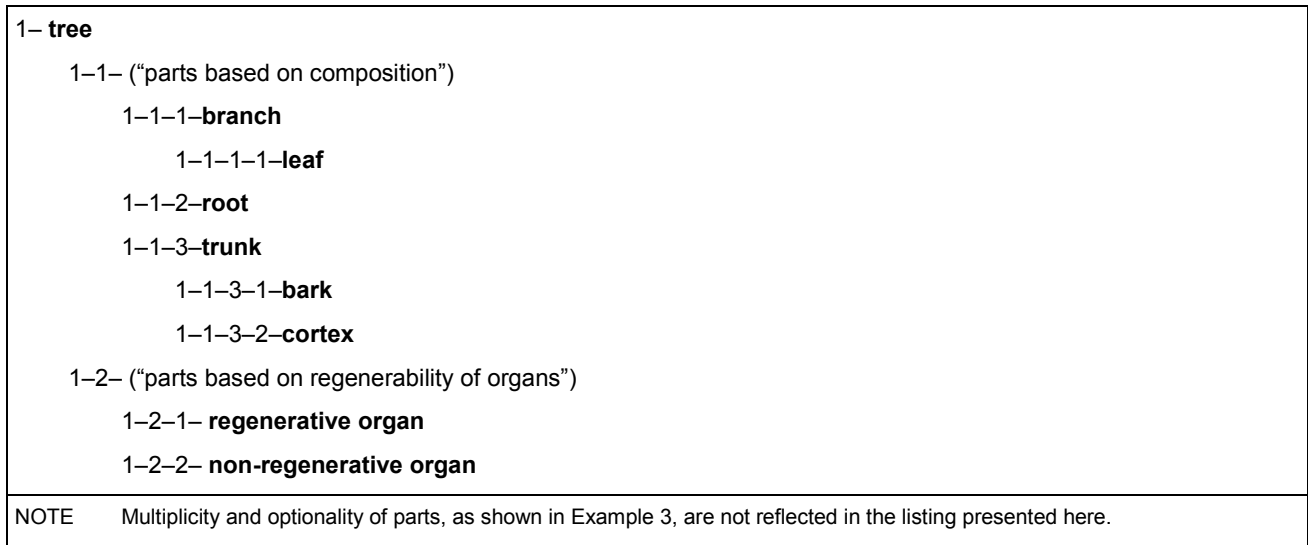 1– tree
1–1– (“parts based on composition”)
1–1–1–branch
1–1–1–1–leaf
1–1–2–root
1–1–3–trunk
1–1–3–1–bark
1–1–3–2–cortex
1–2– (“parts based on regenerability of organs”)
1–2–1– regenerative organ
1–2–2– non-regenerative organ
NOTE Multiplicity and optionality of parts, as shown in Example 3, are not reflected in the listing presented here.